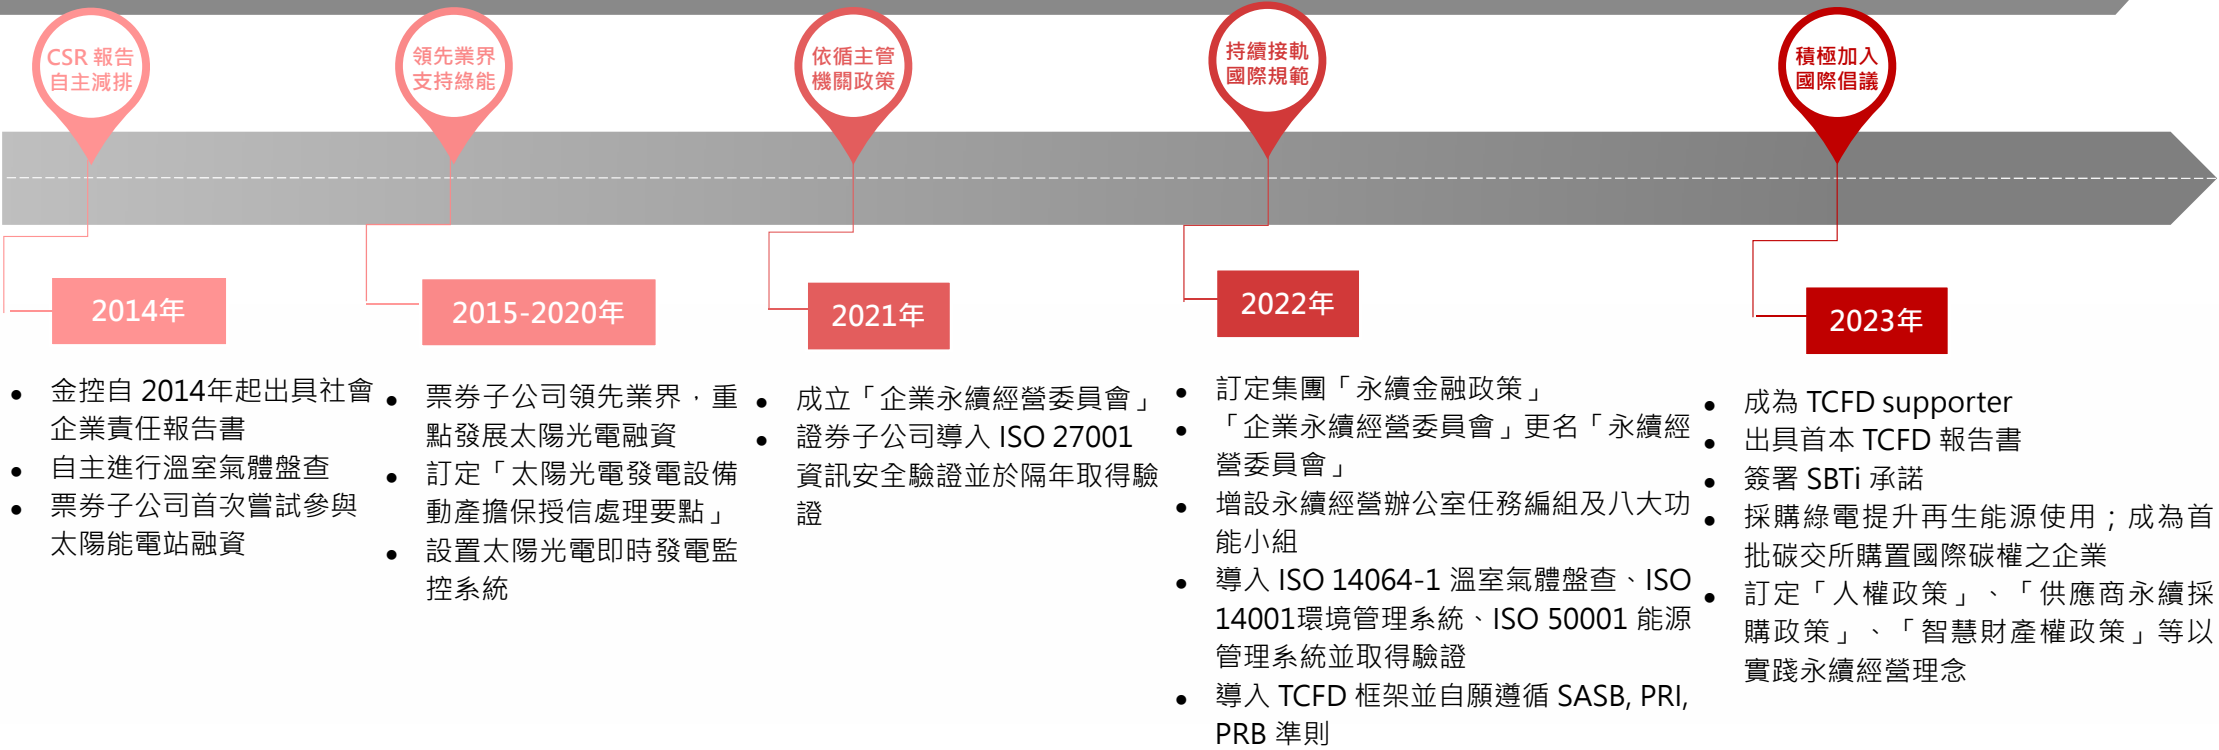 CSR 報告
自主減排
領先業界
支持綠能
依循主管
機關政策
持續接軌
國際規範
積極加入
國際倡議
2014年
金控自 2014年起出具社會
企業責任報告書
自主進行溫室氣體盤查
票券子公司首次嘗試參與
太陽能電站融資
2015-2020年
票券子公司領先業界，重
點發展太陽光電融資
訂定「太陽光電發電設備
動產擔保授信處理要點」
設置太陽光電即時發電監
控系統
2021年
成立「企業永續經營委員會」
證券子公司導入 ISO 27001
資訊安全驗證並於隔年取得驗
證
2022年
訂定集團「永續金融政策」
「企業永續經營委員會」更名「永續經
營委員會」
增設永續經營辦公室任務編組及八大功
能小組
導入 ISO 14064-1 溫室氣體盤查、ISO
14001環境管理系統、ISO 50001 能源
管理系統並取得驗證
導入 TCFD 框架並自願遵循 SASB, PRI,
PRB 準則
2023年
成為 TCFD supporter
出具首本 TCFD 報告書
簽署 SBTi 承諾
採購綠電提升再生能源使用；成為首
批碳交所購置國際碳權之企業
訂定「人權政策」、「供應商永續採
購政策」、「智慧財產權政策」等以
實踐永續經營理念